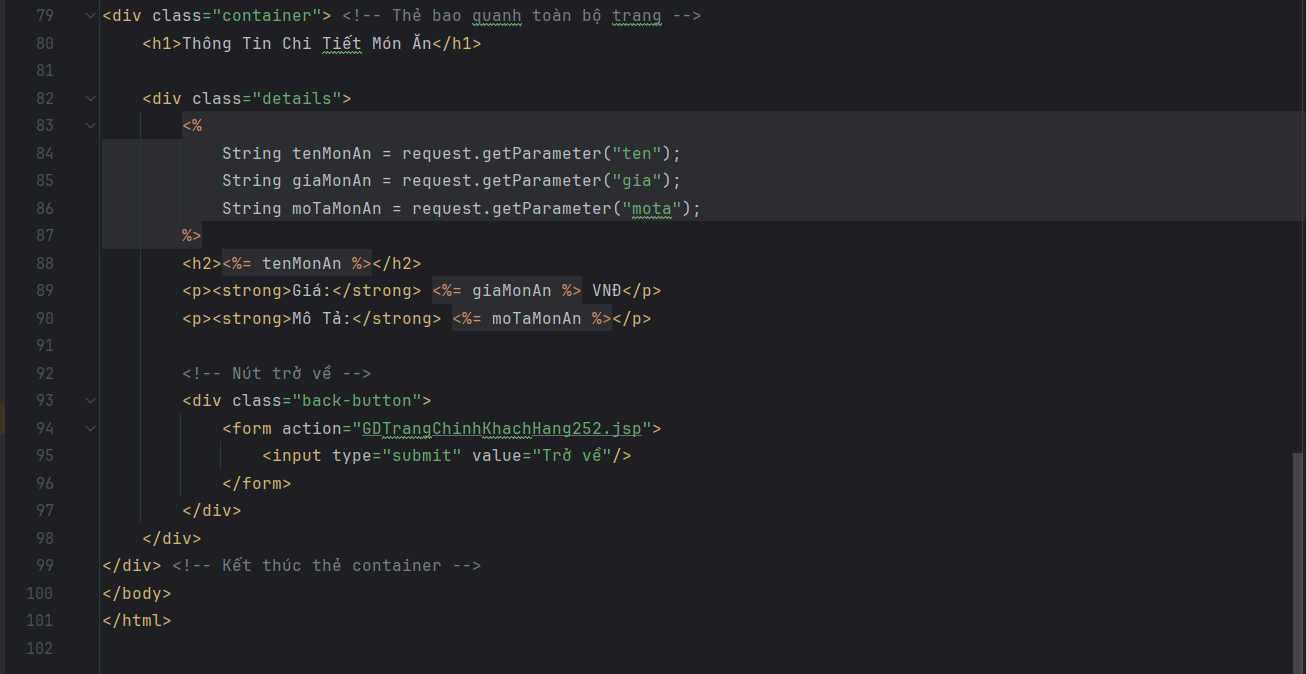 79 <div class="container"> <!-- Thẻ bao quanh toàn bộ trang -->
80 <h1>Thông Tin Chi Tiết Món Ăn</h1>
81
82 <div class="details">
83 <%
84 String tenMonAn = request.getParameter("ten");
85 String giaMonAn = request.getParameter("gia");
86 String moTaMonAn = request.getParameter("mota");
87 %>
88 <h2><%= tenMonAn %></h2>
89 <p><strong>Giá:</strong> <%= giaMonAn %> VNĐ</p>
90 <p><strong>Mô Tả:</strong> <%= moTaMonAn %></p>
91
92 <!-- Nút trở về -->
93 <div class="back-button">
94 <form action="GDTrangChinhKhachHang252.jsp">
95 <input type="submit" value="Trở về"/>
96 </form>
97 </div>
98 </div>
99 </div> <!-- Kết thúc thẻ container -->
100 </body>
101 </html>
102